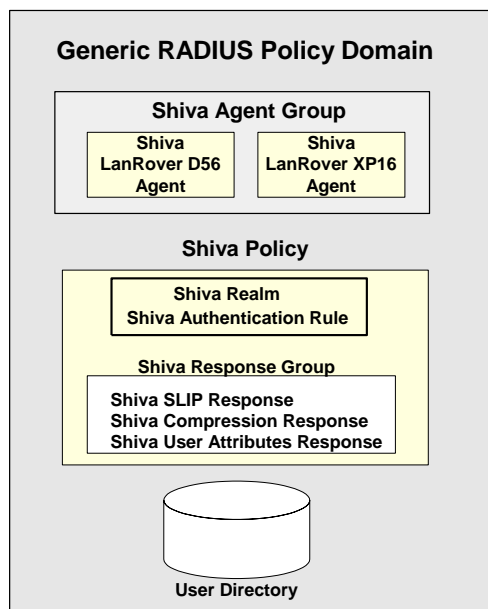 Generic RADIUS Policy Domain
Shiva Agent Group
Shiva
LanRover D56
Agent
Shiva
LanRover XP16
Agent
Shiva Policy
Shiva Realm
Shiva Authentication Rule
Shiva Response Group
Shiva SLIP Response
Shiva Compression Response
Shiva User Attributes Response
User Directory